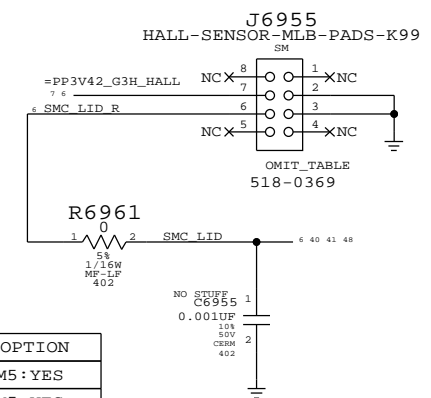 J6955
HALL-SENSOR-MLB-PADS-K99
SM
=PP3V42_G3H_HALL
7 6
NC 8 1 NC
7 2
6 SMC_LID_R 6 3
NC 5 4 NC
OMIT_TABLE
518-0369
R6961
0
1 2 SMC_LID 6 40 41 48
5%
1/16W
MF-LF
402
NO STUFF
C6955 1
0.001UF
10%
50V
CERM
402
2
OPTION
M5:YES